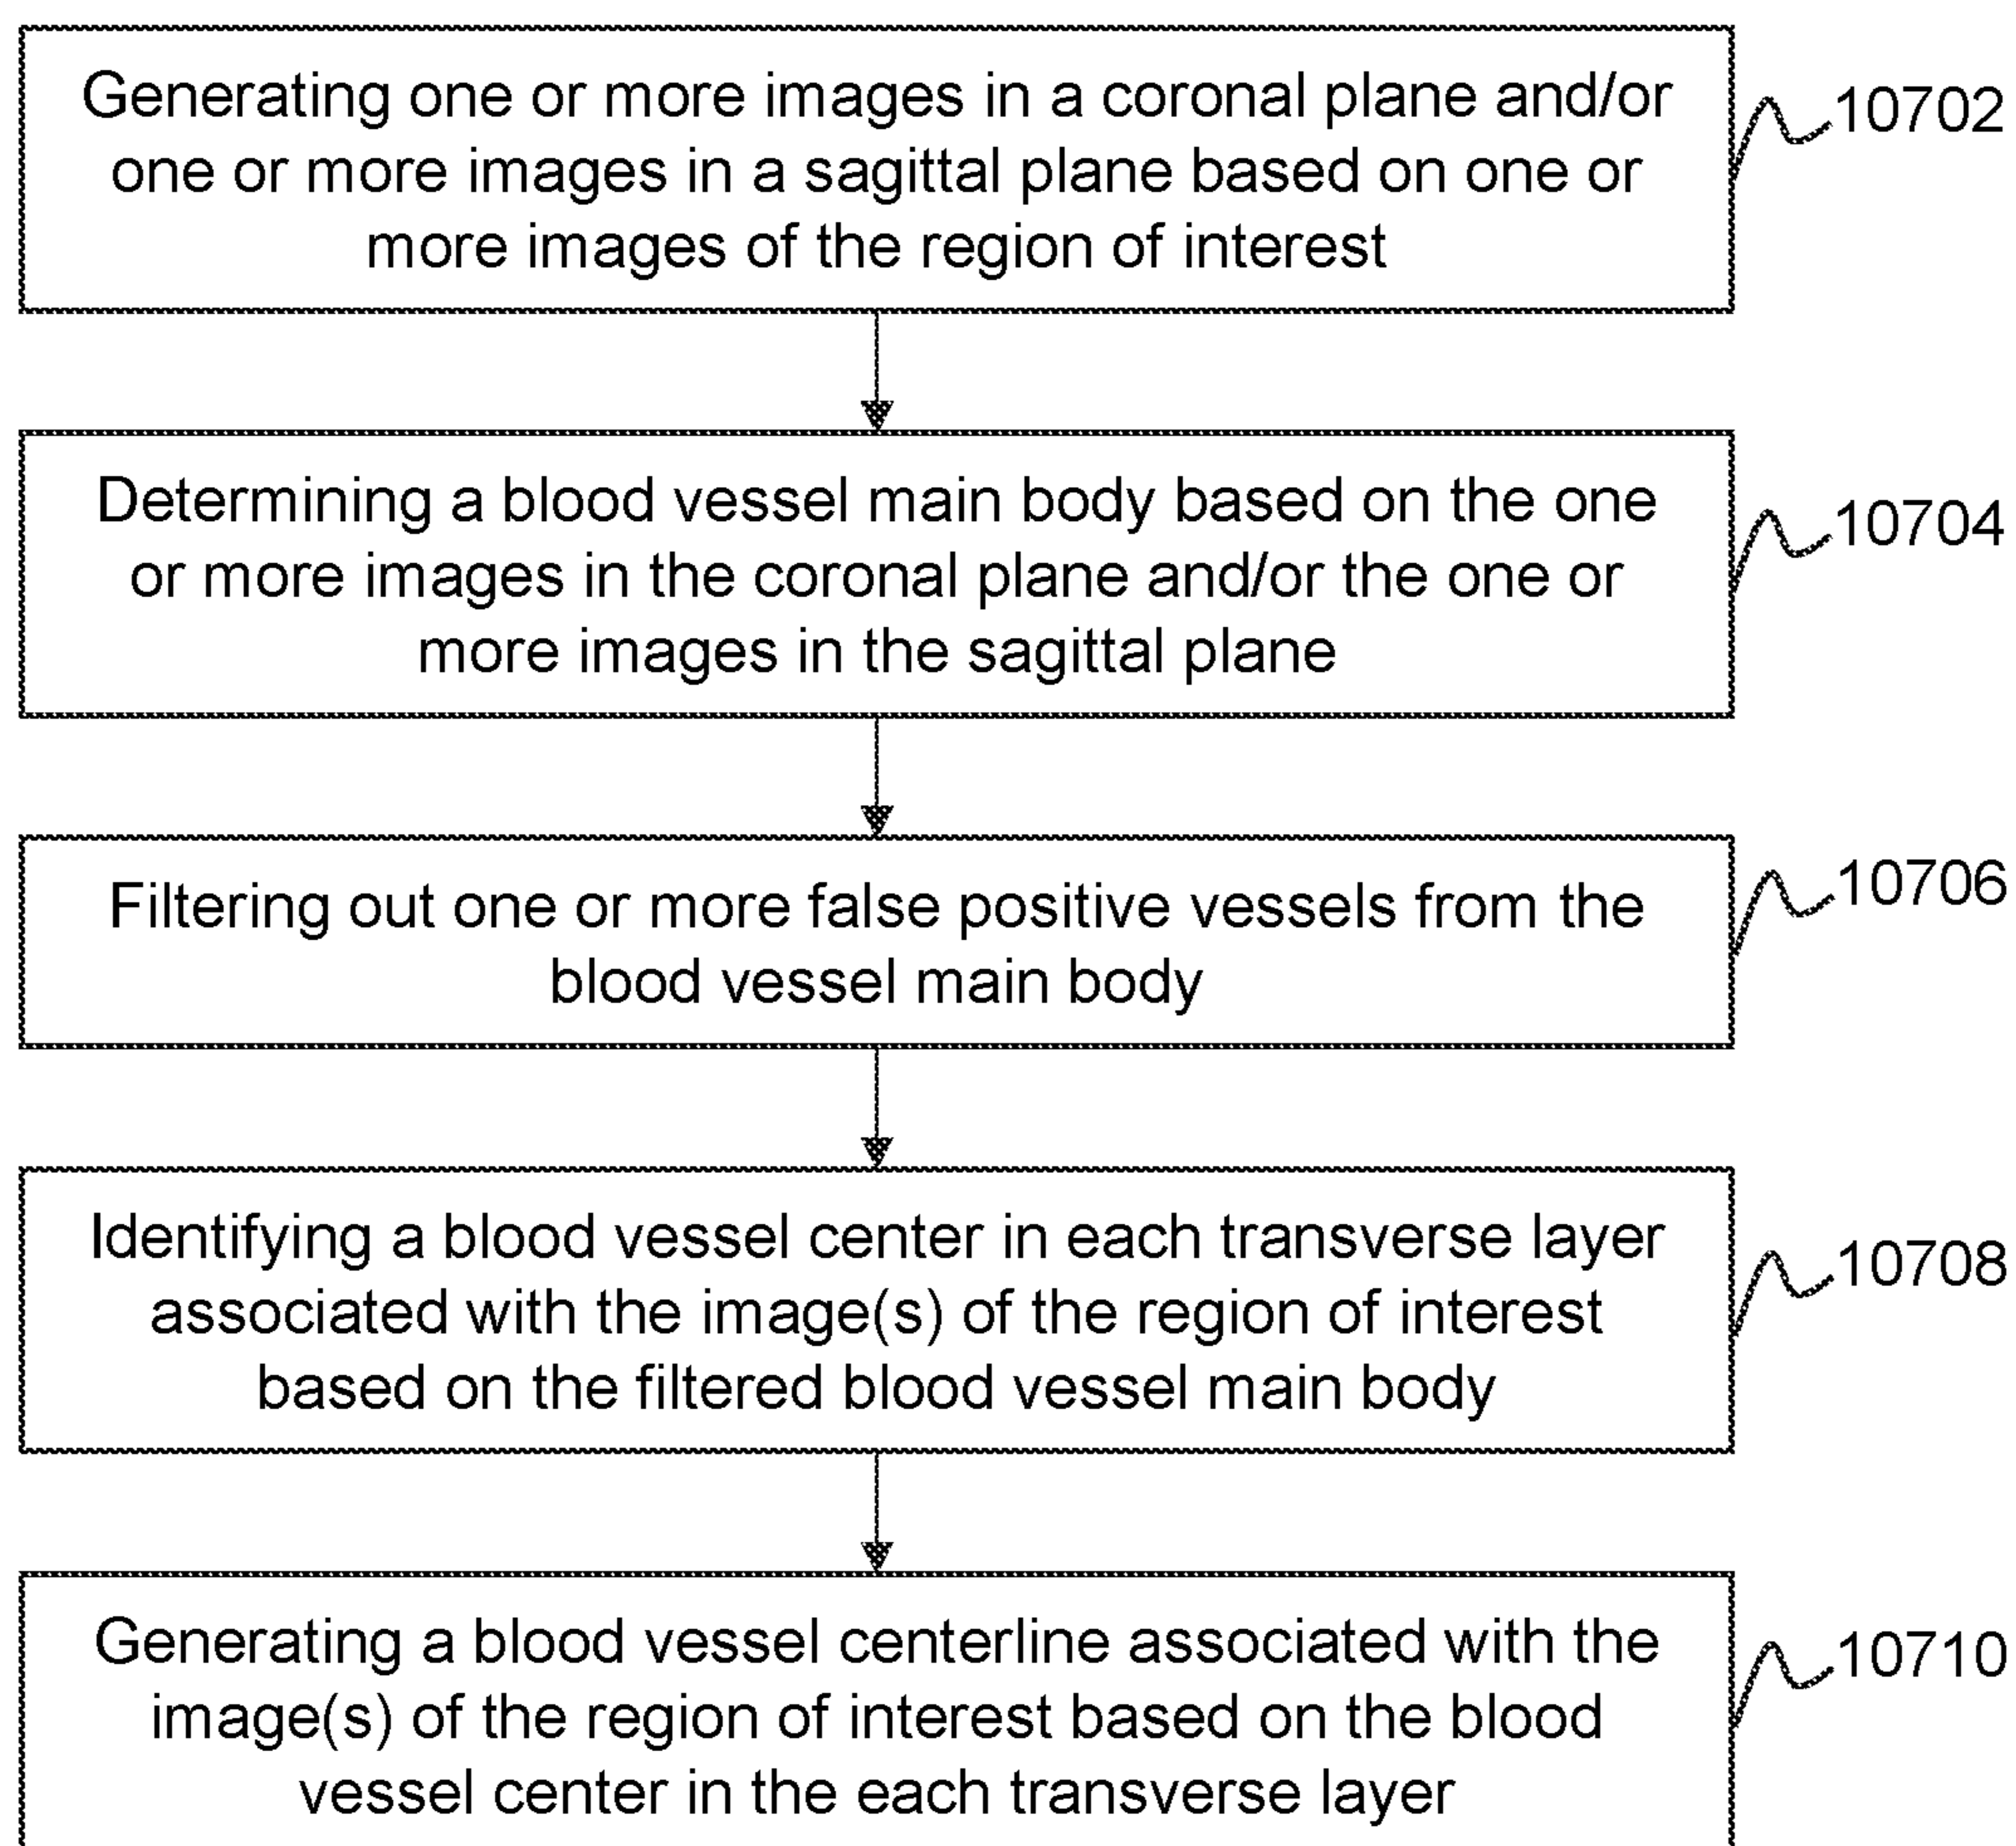 Generating one or more images in a coronal plane and/or
one or more images in a sagittal plane based on one or
more images of the region of interest
10702
Determining a blood vessel main body based on the one
or more images in the coronal plane and/or the one or
more images in the sagittal plane
10704
Filtering out one or more false positive vessels from the
blood vessel main body
10706
Identifying a blood vessel center in each transverse layer
associated with the image(s) of the region of interest
based on the filtered blood vessel main body
10708
Generating a blood vessel centerline associated with the
image(s) of the region of interest based on the blood
vessel center in the each transverse layer
10710